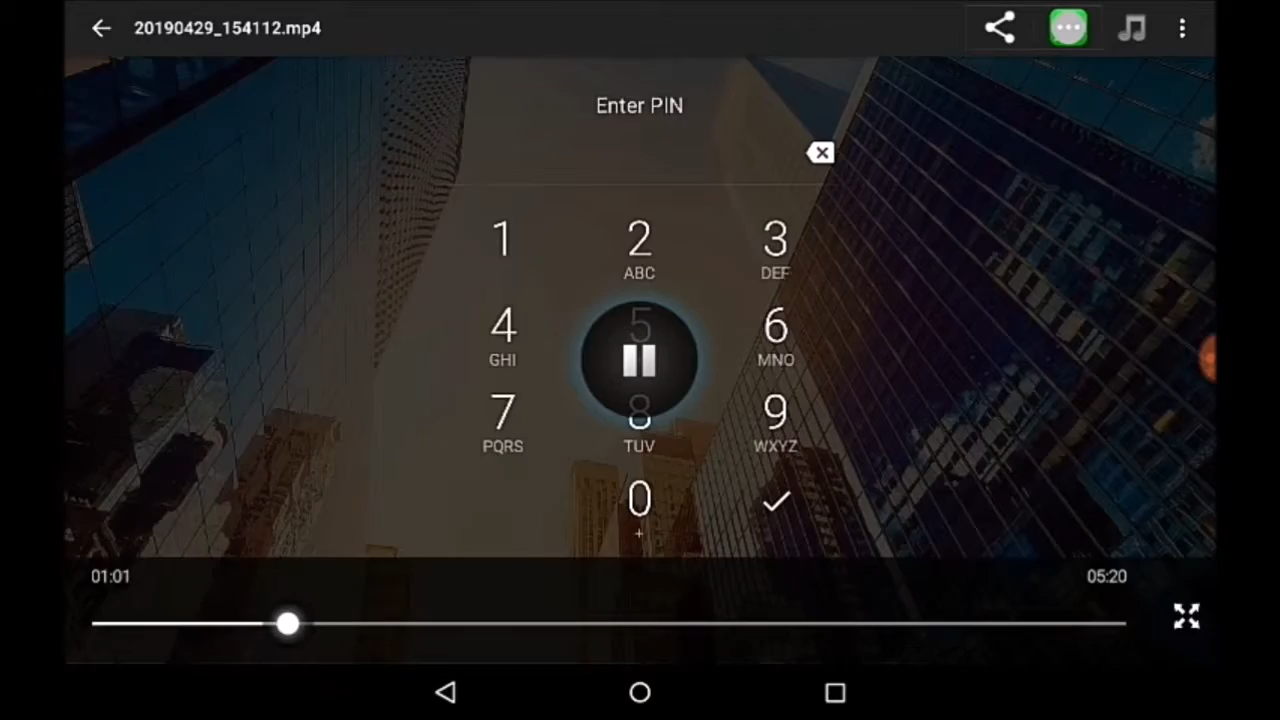 20190429_154112.mp4
Enter PIN
1 2 3
ABC DEF
4 5 6
GHI MNO
7 8 9
PQRS TUV WXYZ
0
+
01:01 05:20